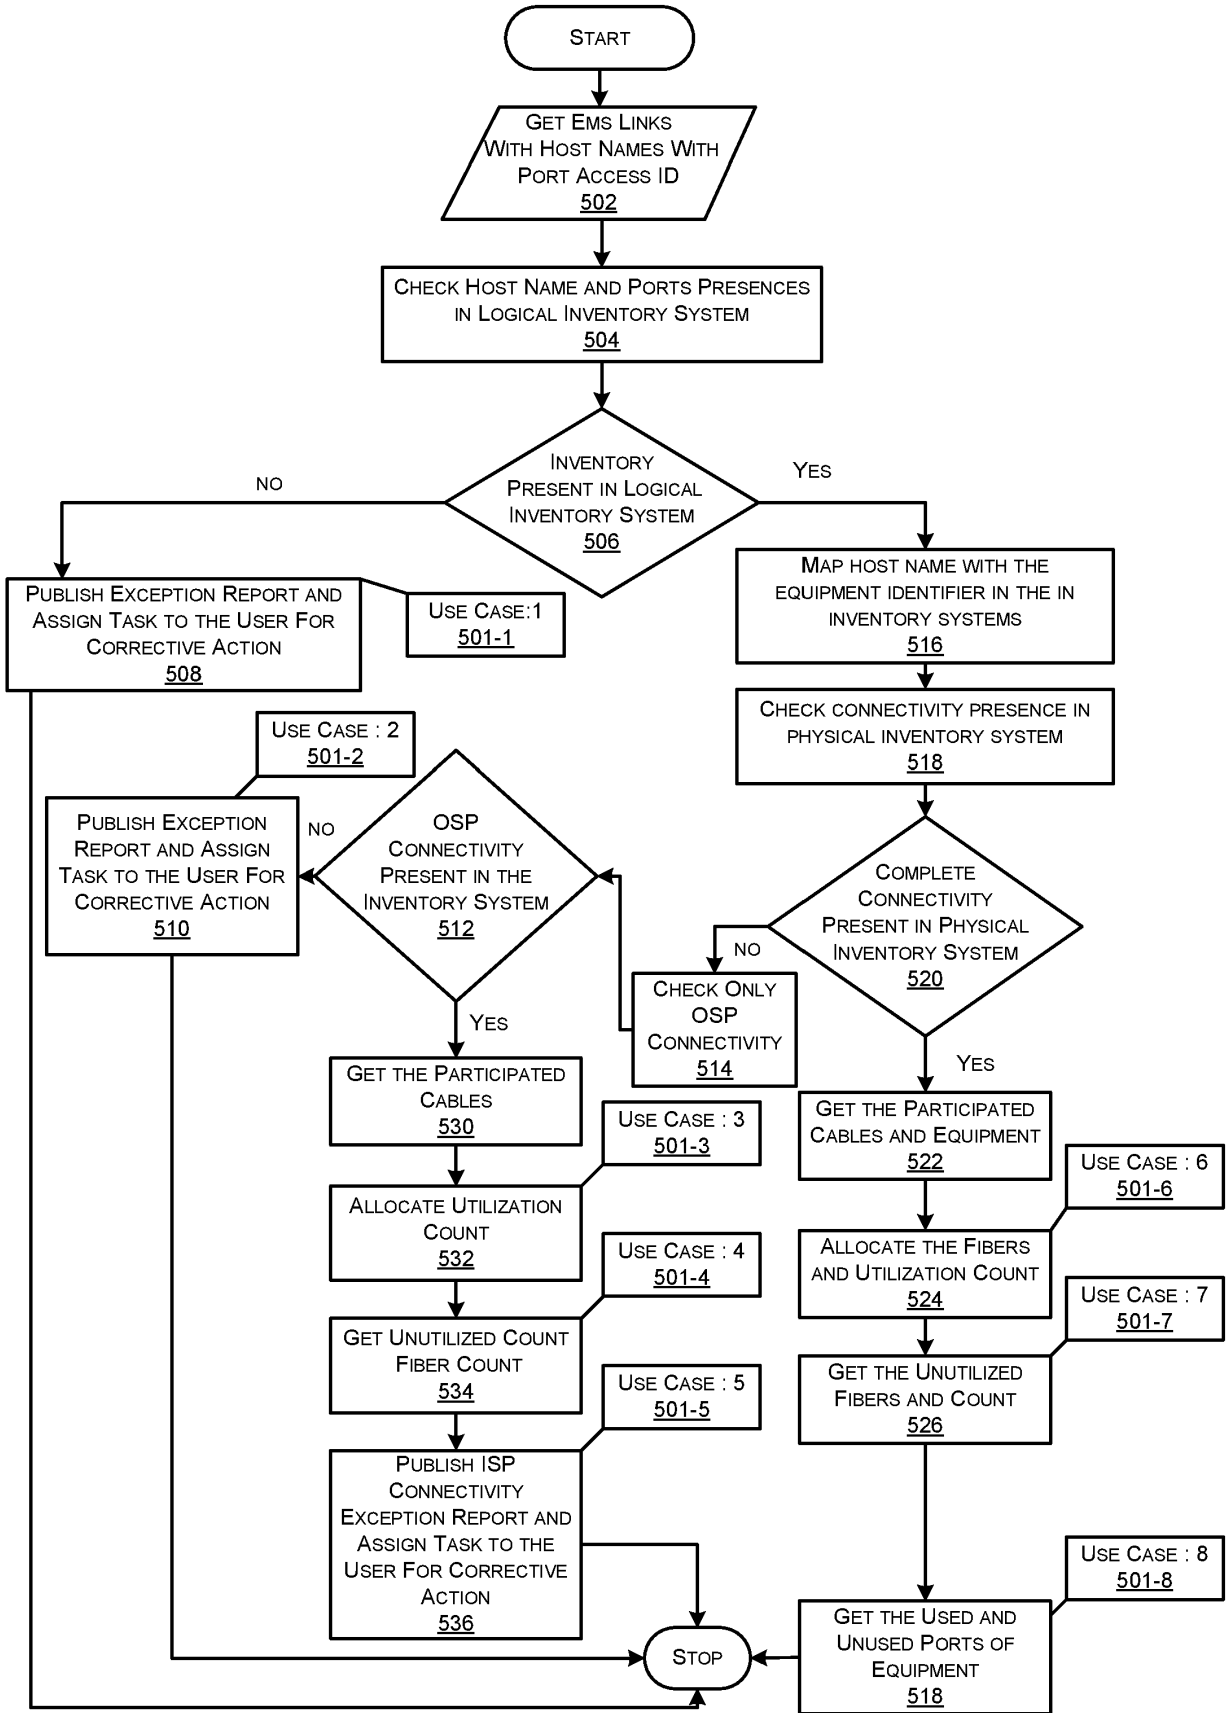 START
GET EMS LINKS
WITH HOST NAMES WITH
PORT ACCESS ID
502
CHECK HOST NAME AND PORTS PRESENCES
IN LOGICAL INVENTORY SYSTEM
504
INVENTORY
PRESENT IN LOGICAL
INVENTORY SYSTEM
506
NO
YES
PUBLISH EXCEPTION REPORT AND
ASSIGN TASK TO THE USER FOR
CORRECTIVE ACTION
508
USE CASE:1
501-1
MAP HOST NAME WITH THE
EQUIPMENT IDENTIFIER IN THE IN
INVENTORY SYSTEMS
516
CHECK CONNECTIVITY PRESENCE IN
PHYSICAL INVENTORY SYSTEM
518
USE CASE : 2
501-2
PUBLISH EXCEPTION
REPORT AND ASSIGN
TASK TO THE USER FOR
CORRECTIVE ACTION
510
NO
OSP
CONNECTIVITY
PRESENT IN THE
INVENTORY SYSTEM
512
COMPLETE
CONNECTIVITY
PRESENT IN PHYSICAL
INVENTORY SYSTEM
520
NO
CHECK ONLY
OSP
CONNECTIVITY
514
YES
YES
GET THE PARTICIPATED
CABLES
530
USE CASE : 3
501-3
ALLOCATE UTILIZATION
COUNT
532
USE CASE : 4
501-4
GET UNUTILIZED COUNT
FIBER COUNT
534
USE CASE : 5
501-5
PUBLISH ISP
CONNECTIVITY
EXCEPTION REPORT AND
ASSIGN TASK TO THE
USER FOR CORRECTIVE
ACTION
536
GET THE PARTICIPATED
CABLES AND EQUIPMENT
522
USE CASE : 6
501-6
ALLOCATE THE FIBERS
AND UTILIZATION COUNT
524
USE CASE : 7
501-7
GET THE UNUTILIZED
FIBERS AND COUNT
526
USE CASE : 8
501-8
GET THE USED AND
UNUSED PORTS OF
EQUIPMENT
518
STOP